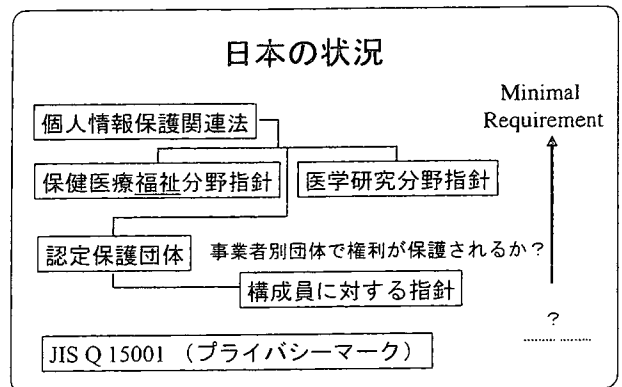 日本の状況
Minimal
Requirement
個人情報保護関連法
保健医療福祉分野指針
医学研究分野指針
認定保護団体
事業者別団体で権利が保護されるか？
構成員に対する指針
?
JIS Q 15001 （プライバシーマーク）